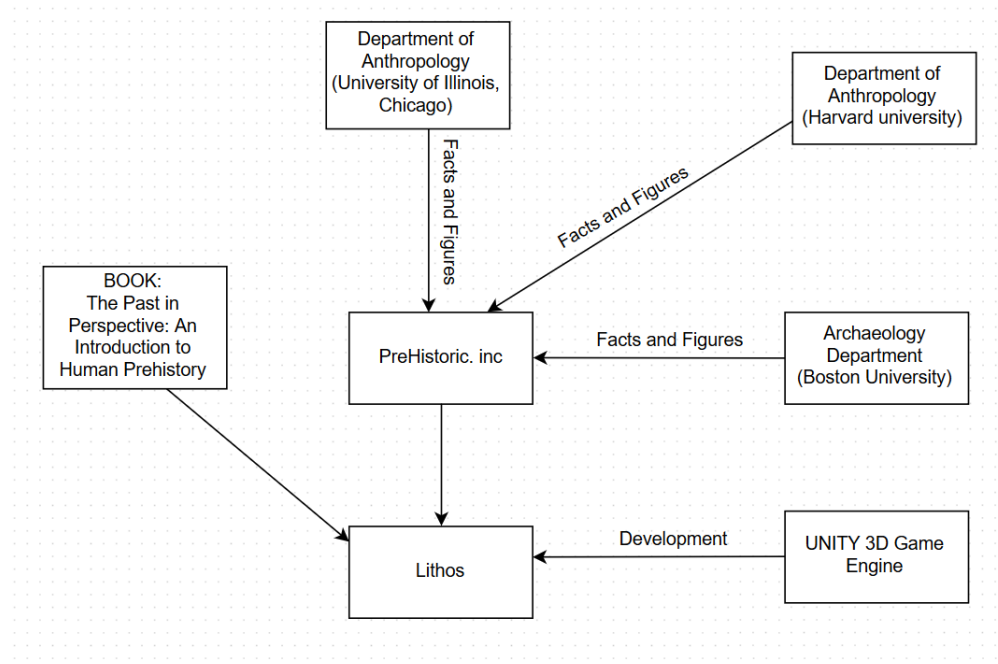 Department of
Anthropology
(University of Illinois,
Chicago)
Department of
Anthropology
(Harvard university)
Facts and Figures
Facts and Figures
BOOK:
The Past in
Perspective: An
Introduction to
Human Prehistory
PreHistoric. inc
Facts and Figures
Archaeology
Department
(Boston University)
Lithos
Development
UNITY 3D Game
Engine